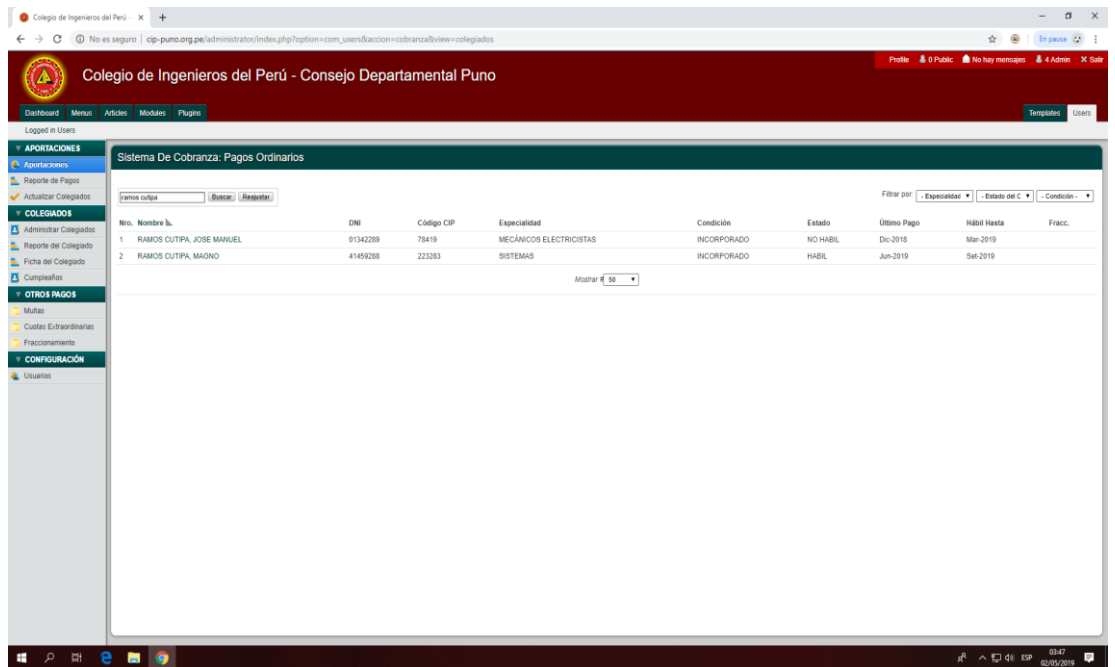 Colegio de Ingenieros del Perú -
No es seguro | cip-puno.org.pe/administrator/index.php?option=com_users&accion=cobranza&view=colegiados
En pausa
Colegio de Ingenieros del Perú - Consejo Departamental Puno
Profile 0 Public No hay mensajes 4 Admin Salir
Dashboard Menus Articles Modules Plugins Templates Users
Logged in Users
APORTACIONES
Aportaciones
Reporte de Pagos
Actualizar Colegiados
COLEGIADOS
Administrar Colegiados
Reporte del Colegiado
Ficha del Colegiado
Cumpleaños
OTROS PAGOS
Multas
Cuotas Extraordinarias
Fraccionamiento
CONFIGURACIÓN
Usuarios
Sistema De Cobranza: Pagos Ordinarios
ramos cutipa Buscar Reajustar Filtrar por: - Especialidad - Estado del C - Condición -
Nro. Nombre DNI Código CIP Especialidad Condición Estado Último Pago Hábil Hasta Fracc.
1 RAMOS CUTIPA, JOSE MANUEL 01342289 78419 MECÁNICOS ELECTRICISTAS INCORPORADO NO HABIL Dic-2018 Mar-2019
2 RAMOS CUTIPA, MAGNO 41459288 223283 SISTEMAS INCORPORADO HABIL Jun-2019 Set-2019
Mostrar # 50
ESP
03:47
02/05/2019